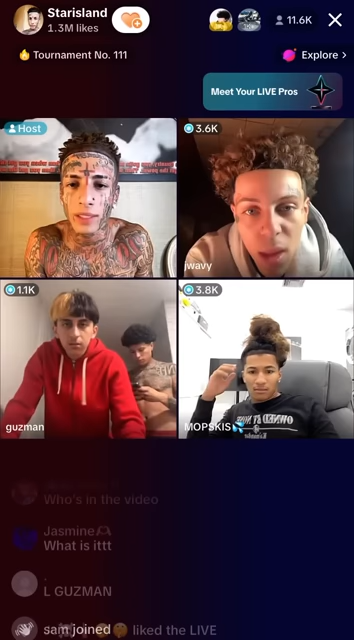 Starisland
1.3M likes
11.6K
Tournament No. 111
Explore >
Meet Your LIVE Pros
Host
3.6K
jwavy
1.1K
3.8K
guzman
MOPSKIS💦
Who's in the video
Jasmine
What is ittt
.
L GUZMAN
sam joined
liked the LIVE